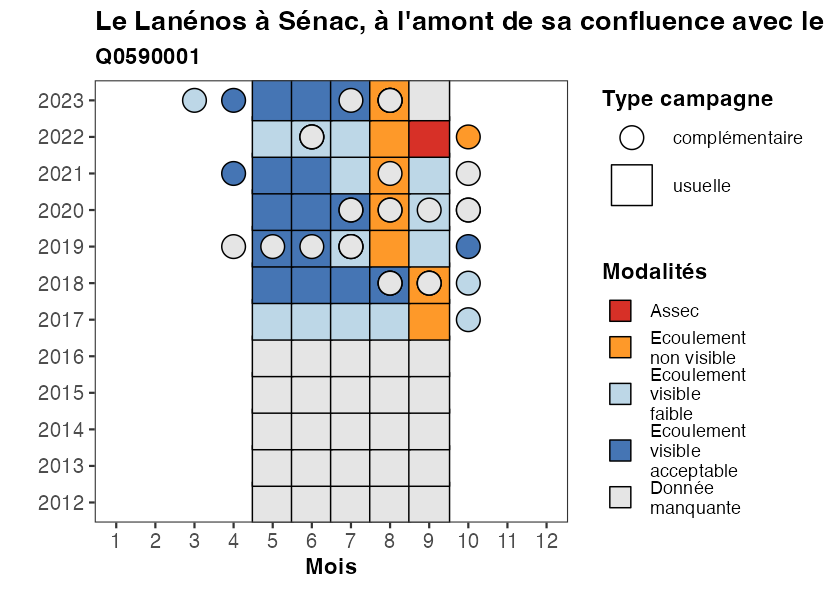 Le Lanénos à Sénac, à l'amont de sa confluence avec le
Q0590001
2023
2022
2021
2020
2019
2018
2017
2016
2015
2014
2013
2012
1 2 3 4 5 6 7 8 9 10 11 12
Mois
Type campagne
complémentaire
usuelle
Modalités
Assec
Ecoulement
non visible
Ecoulement
visible
faible
Ecoulement
visible
acceptable
Donnée
manquante